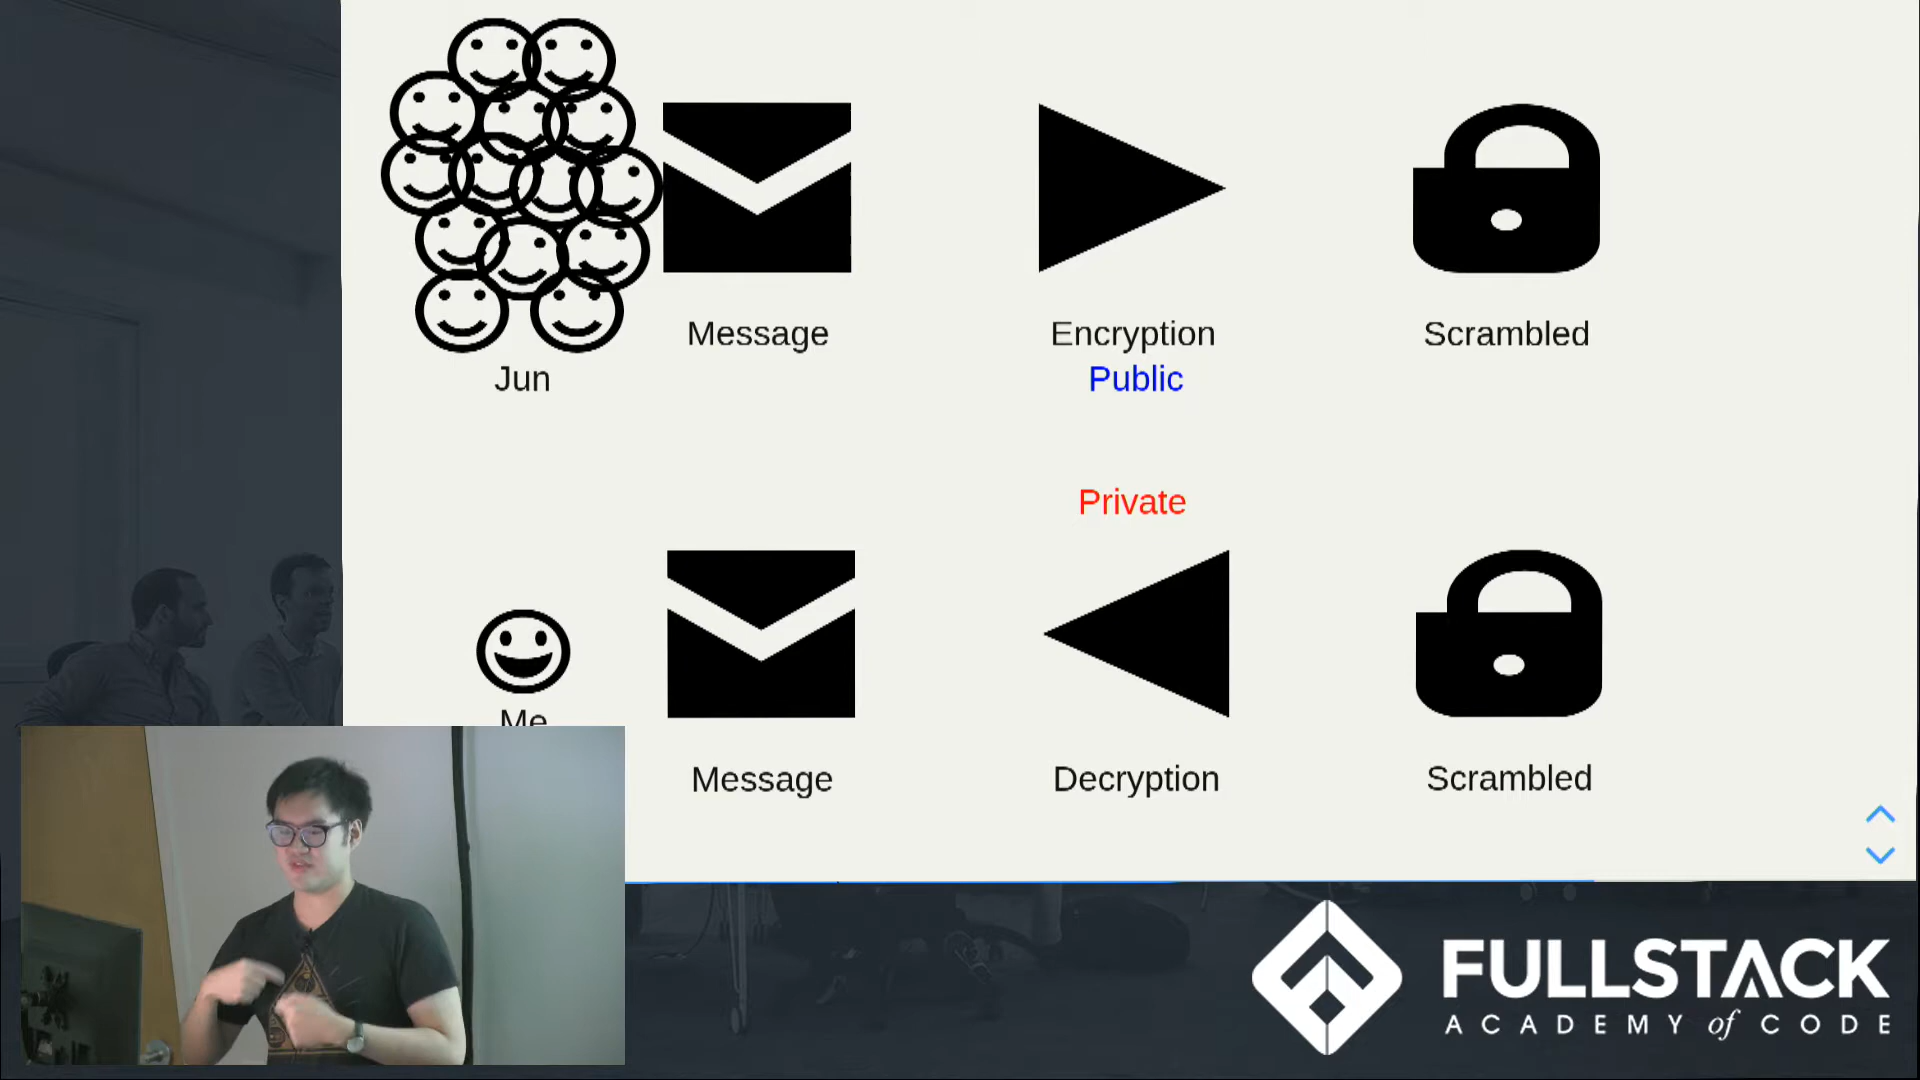 Message
Encryption
Scrambled
Jun
Public
Private
Me
Message
Decryption
Scrambled
FULLSTACK
ACADEMY of CODE